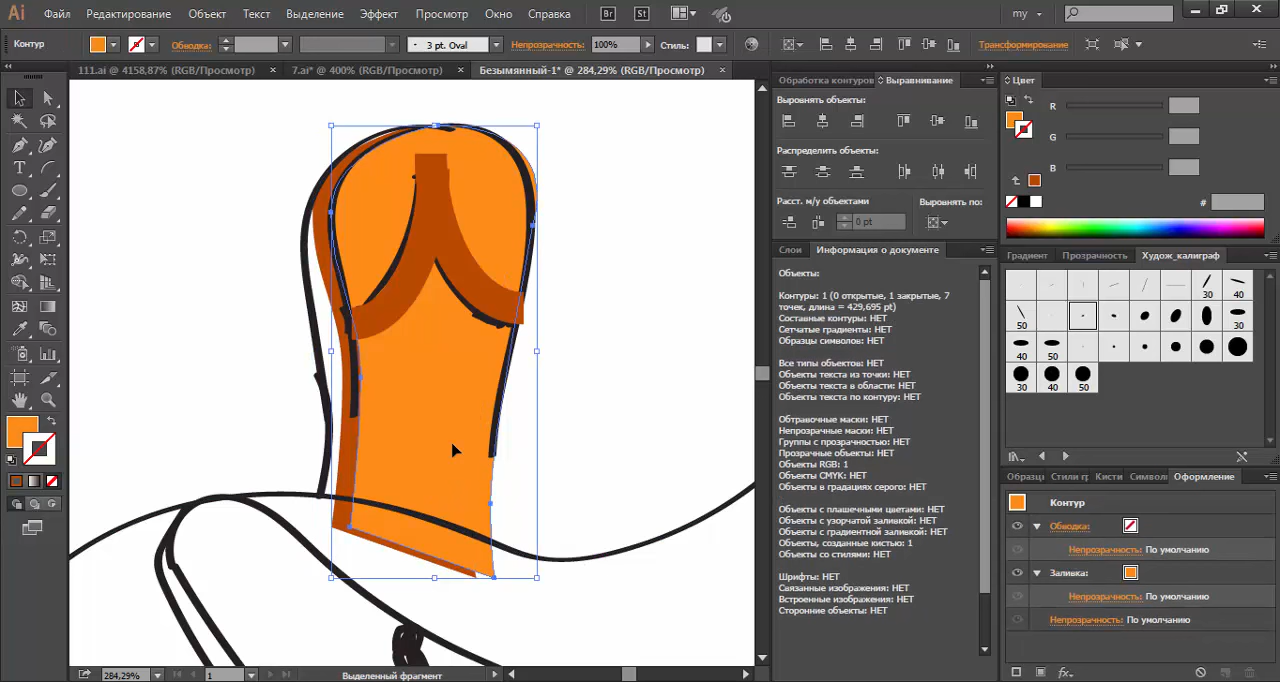 Ai Файл Редактирование Объект Текст Выделение Эффект Просмотр Окно Справка Br St my
Контур Обводка: 3 pt. Oval Непрозрачность: 100% Стиль: Трансформирование
111.ai @ 4158,87% (RGB/Просмотр) × 7.ai* @ 400% (RGB/Просмотр) × Безымянный-1* @ 284,29% (RGB/Просмотр) ×
Обработка контуров Выравнивание
Выровнять объекты:
Распределить объекты:
Расст. м/у объектами Выровнять по:
0 pt
Слои Информация о документе
Объекты:
Контуры: 1 (0 открытые, 1 закрытые, 7
точек, длина = 429,695 pt)
Составные контуры: НЕТ
Сетчатые градиенты: НЕТ
Образцы символов: НЕТ
Все типы объектов: НЕТ
Объекты текста из точки: НЕТ
Объекты текста в области: НЕТ
Объекты текста по контуру: НЕТ
Обтравочные маски: НЕТ
Непрозрачные маски: НЕТ
Группы с прозрачностью: НЕТ
Прозрачные объекты: НЕТ
Объекты RGB: 1
Объекты CMYK: НЕТ
Объекты в градациях серого: НЕТ
Объекты с плашечными цветами: НЕТ
Объекты с узорчатой заливкой: НЕТ
Объекты с градиентной заливкой: НЕТ
Объекты, созданные кистью: 1
Объекты со стилями: НЕТ
Шрифты: НЕТ
Связанные изображения: НЕТ
Встроенные изображения: НЕТ
Сторонние объекты: НЕТ
Цвет
R
G
B
#
Градиент Прозрачность Худож_калиграф
30 40
50 30
40 50
30 40 50
Образцы Стили гр Кисти Символы Оформление
Контур
Обводка:
Непрозрачность: По умолчанию
Заливка:
Непрозрачность: По умолчанию
Непрозрачность: По умолчанию
fx
284,29% 1 Выделенный фрагмент